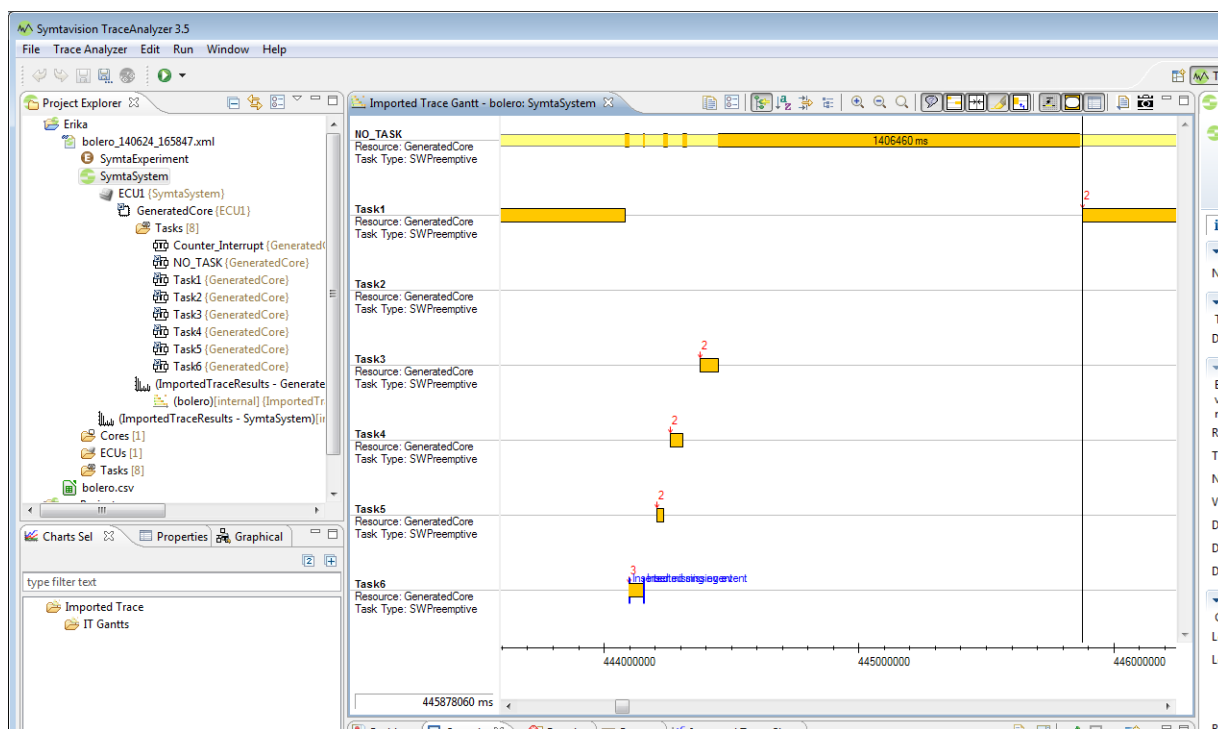 Symtavision TraceAnalyzer 3.5
File Trace Analyzer Edit Run Window Help
T
Project Explorer
Erika
bolero_140624_165847.xml
SymtaExperiment
SymtaSystem
ECU1 {SymtaSystem}
GeneratedCore {ECU1}
Tasks [8]
Counter_Interrupt {Generated
NO_TASK {GeneratedCore}
Task1 {GeneratedCore}
Task2 {GeneratedCore}
Task3 {GeneratedCore}
Task4 {GeneratedCore}
Task5 {GeneratedCore}
Task6 {GeneratedCore}
(ImportedTraceResults - Generate
(bolero)[internal] {ImportedTr
(ImportedTraceResults - SymtaSystem)[i
Cores [1]
ECUs [1]
Tasks [8]
bolero.csv
Charts Sel Properties Graphical
type filter text
Imported Trace
IT Gantts
Imported Trace Gantt - bolero: SymtaSystem
NO_TASK
Resource: GeneratedCore
Task Type: SWPreemptive
1406460 ms
Task1
Resource: GeneratedCore
Task Type: SWPreemptive
2
Task2
Resource: GeneratedCore
Task Type: SWPreemptive
Task3
Resource: GeneratedCore
Task Type: SWPreemptive
2
Task4
Resource: GeneratedCore
Task Type: SWPreemptive
2
Task5
Resource: GeneratedCore
Task Type: SWPreemptive
2
Task6
Resource: GeneratedCore
Task Type: SWPreemptive
3
event
444000000 445000000 446000000
445878060 ms